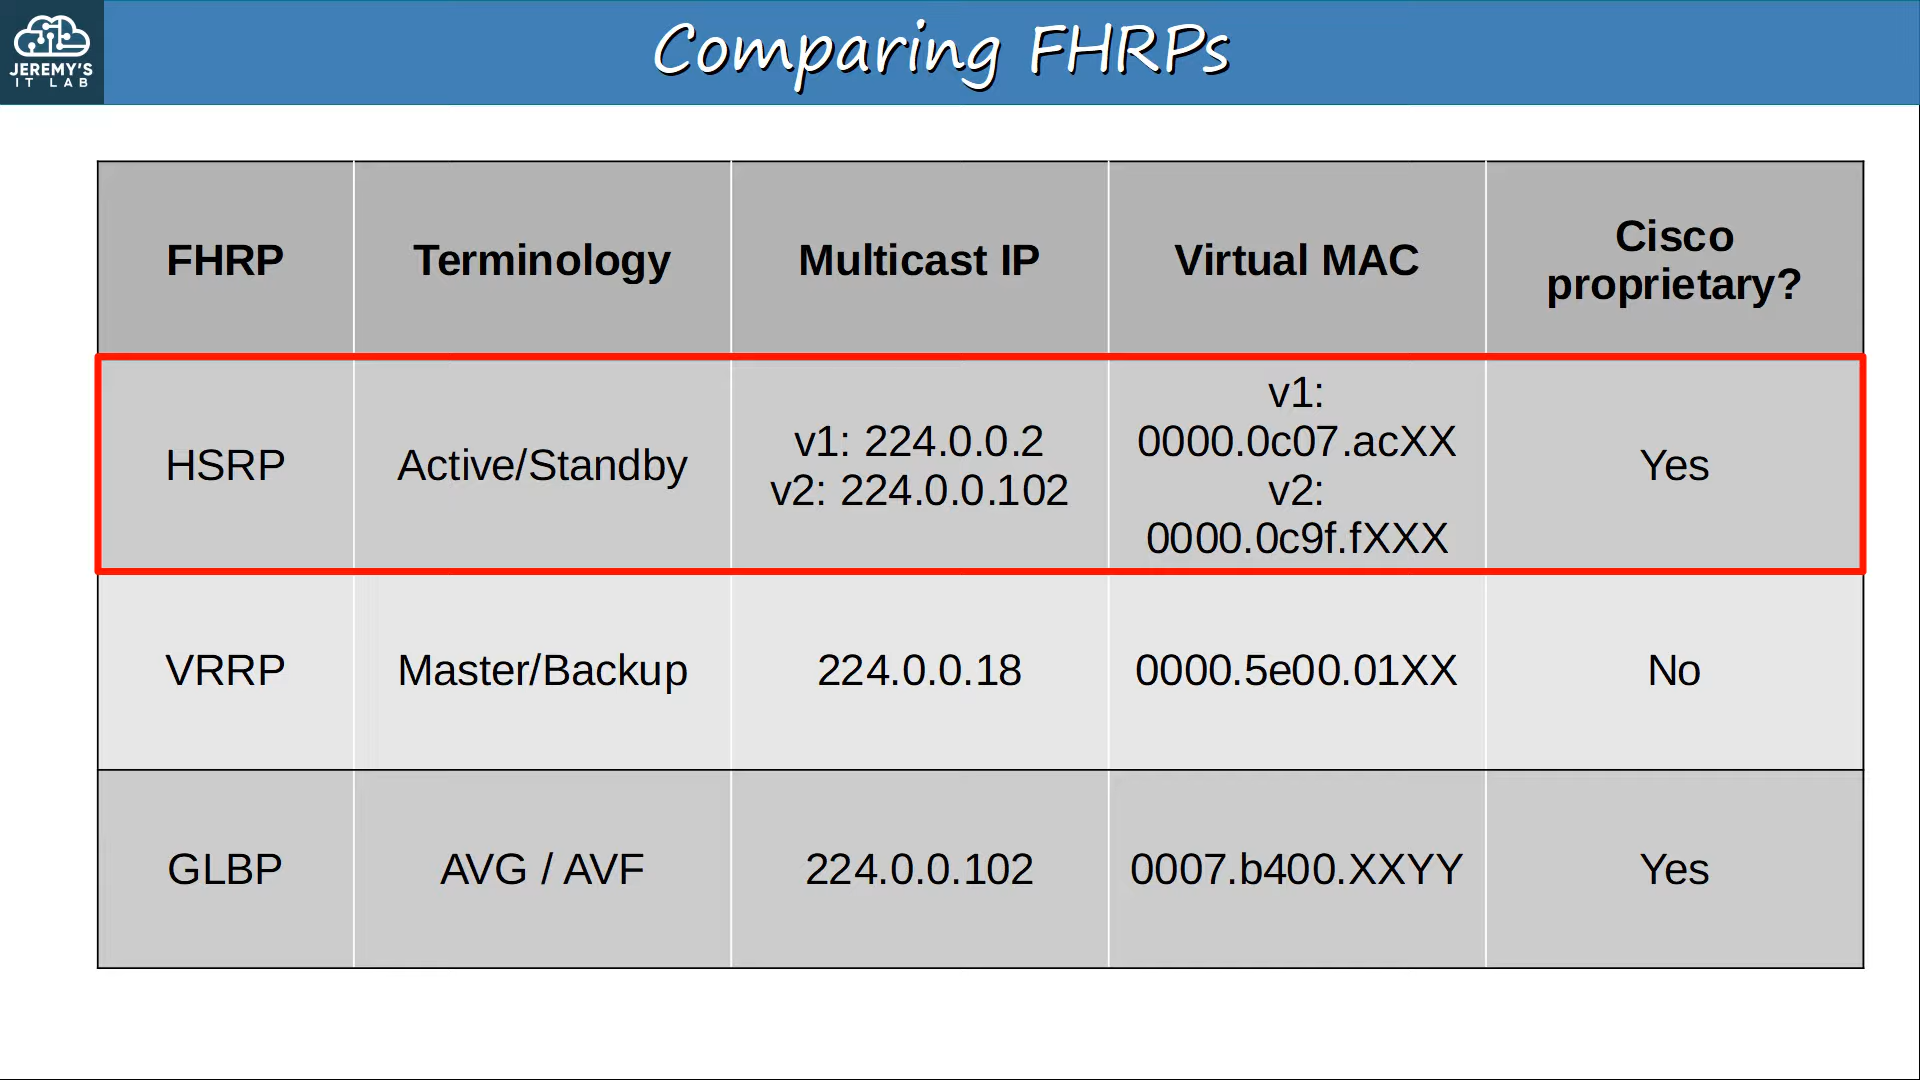 JEREMY'S
IT LAB
Comparing FHRPs
FHRP
Terminology
Multicast IP
Virtual MAC
Cisco
proprietary?
HSRP
Active/Standby
v1: 224.0.0.2
v2: 224.0.0.102
v1:
0000.0c07.acXX
v2:
0000.0c9f.fXXX
Yes
VRRP
Master/Backup
224.0.0.18
0000.5e00.01XX
No
GLBP
AVG / AVF
224.0.0.102
0007.b400.XXYY
Yes